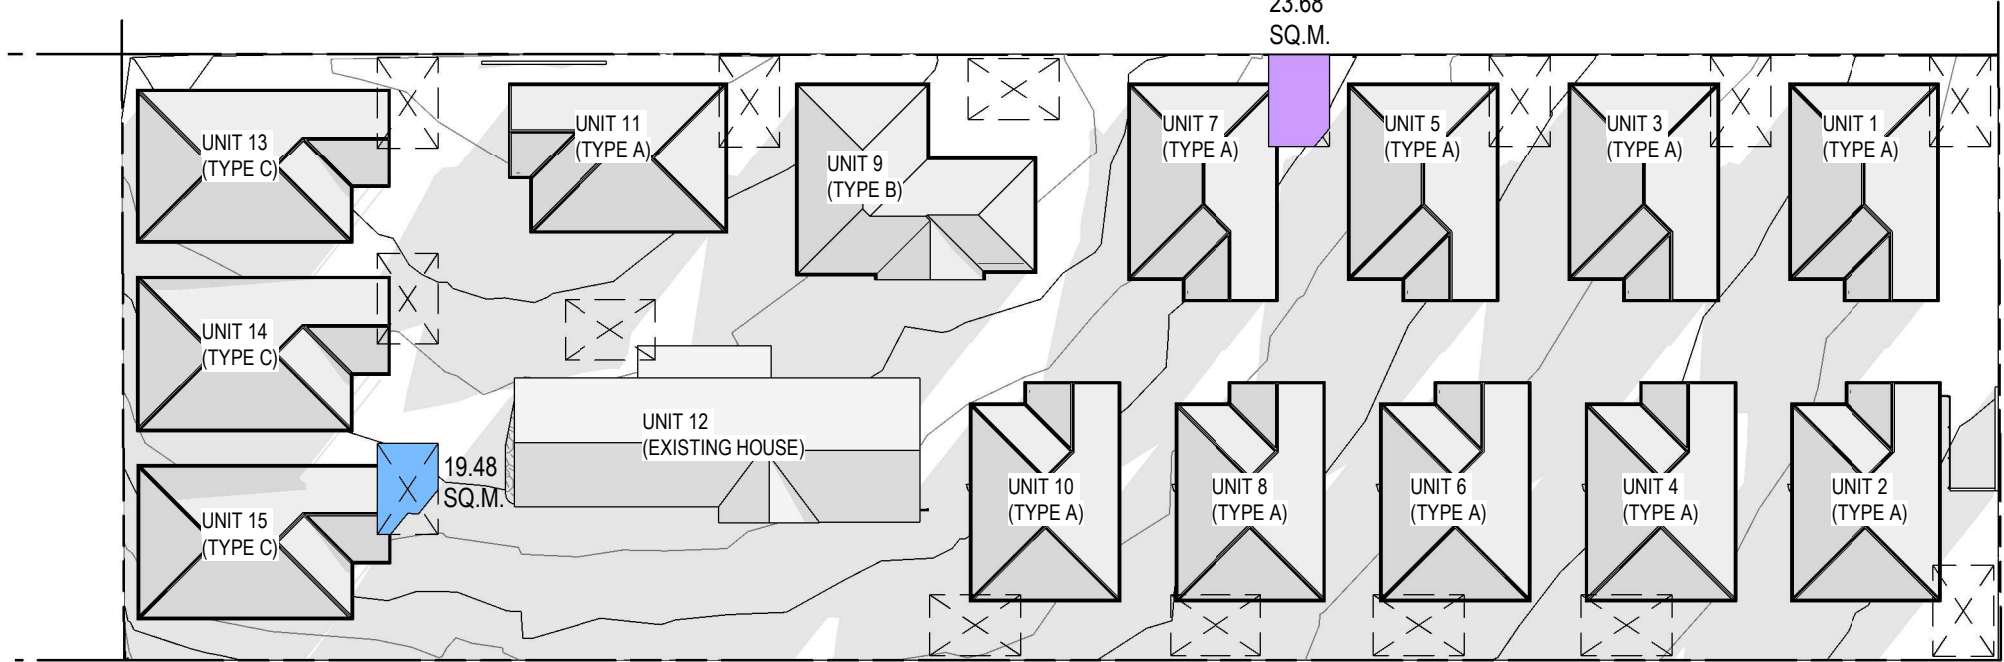 23.68
SQ.M.
UNIT 13
(TYPE C)
UNIT 11
(TYPE A)
UNIT 9
(TYPE B)
UNIT 7
(TYPE A)
UNIT 5
(TYPE A)
UNIT 3
(TYPE A)
UNIT 1
(TYPE A)
UNIT 14
(TYPE C)
UNIT 12
(EXISTING HOUSE)
19.48
SQ.M.
UNIT 15
(TYPE C)
UNIT 10
(TYPE A)
UNIT 8
(TYPE A)
UNIT 6
(TYPE A)
UNIT 4
(TYPE A)
UNIT 2
(TYPE A)